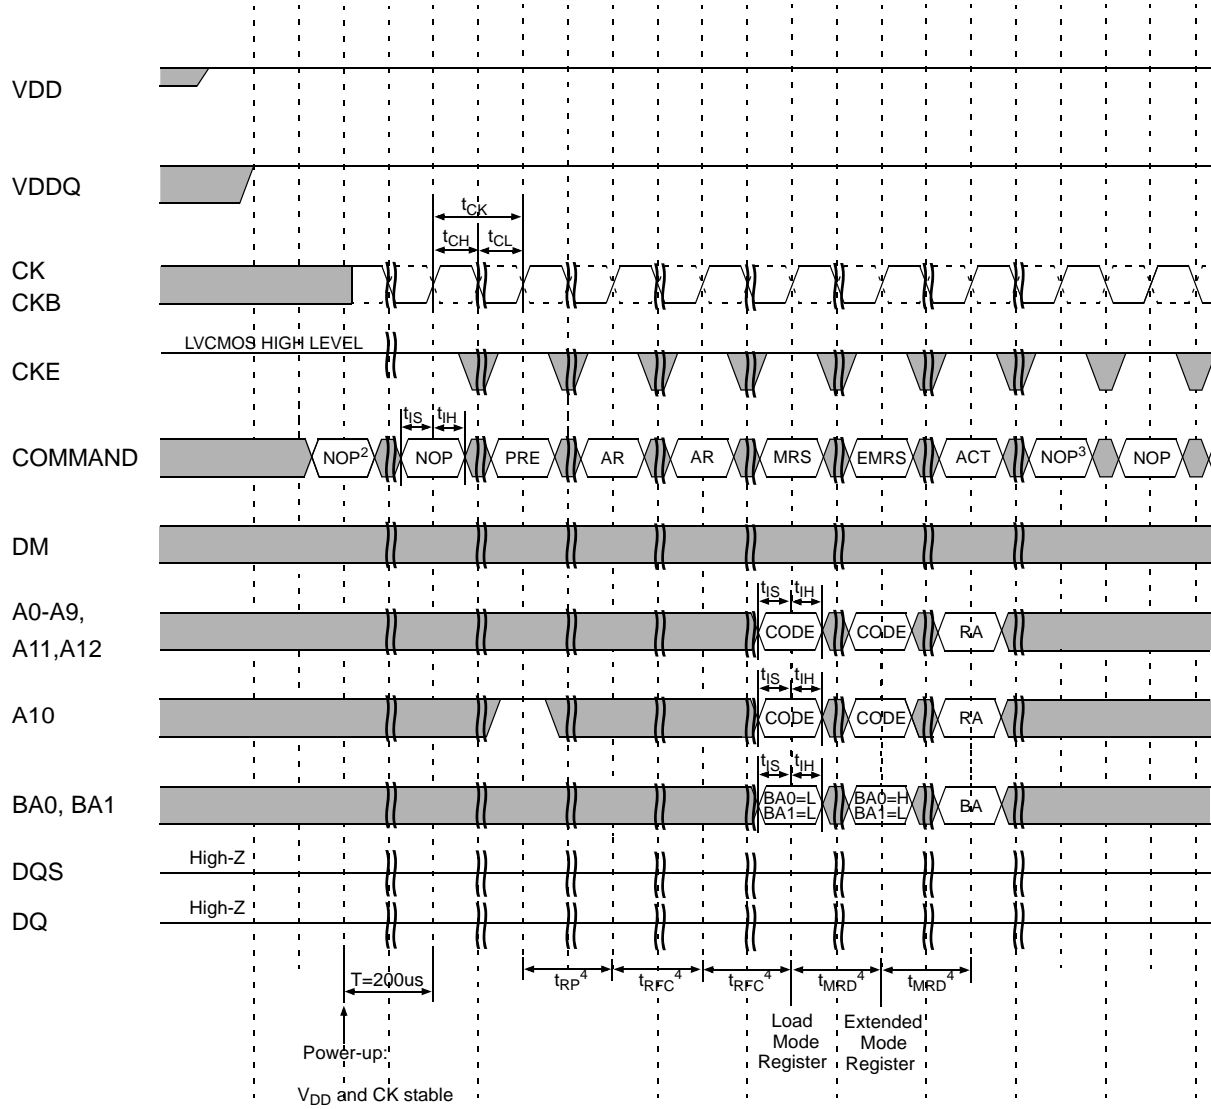 VDD
VDDQ
tCK
tCH tCL
CK
CKB
LVCMOS HIGH LEVEL
CKE
tIS tIH
COMMAND NOP2 NOP PRE AR AR MRS EMRS ACT NOP3 NOP
DM
A0-A9,
A11,A12
tIS tIH
CODE CODE RA
A10
tIS tIH
CODE CODE RA
BA0, BA1
tIS tIH
BA0=L BA0=H
BA1=L BA1=L
BA
DQS High-Z
DQ High-Z
T=200us tRP4 tRFC4 tRFC4 tMRD4 tMRD4
Load
Mode
Register
Extended
Mode
Register
Power-up:
VDD and CK stable